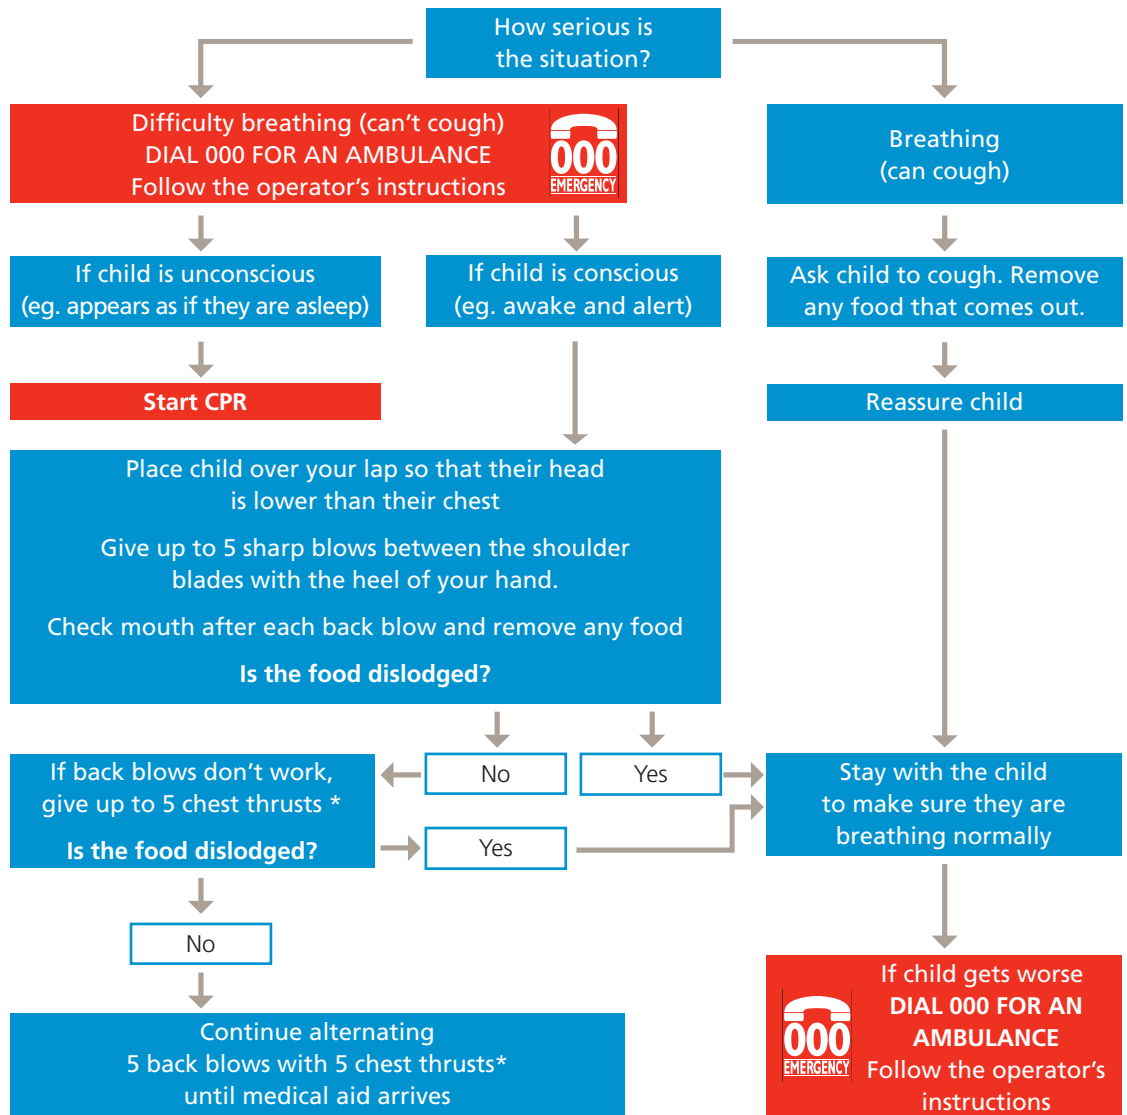 How serious is
the situation?
Difficulty breathing (can't cough)
DIAL 000 FOR AN AMBULANCE
Follow the operator's instructions
000
EMERGENCY
Breathing
(can cough)
If child is unconscious
(eg. appears as if they are asleep)
If child is conscious
(eg. awake and alert)
Ask child to cough. Remove
any food that comes out.
Start CPR
Reassure child
Place child over your lap so that their head
is lower than their chest
Give up to 5 sharp blows between the shoulder
blades with the heel of your hand.
Check mouth after each back blow and remove any food
Is the food dislodged?
No
Yes
If back blows don't work,
give up to 5 chest thrusts *
Is the food dislodged?
Yes
Stay with the child
to make sure they are
breathing normally
No
Continue alternating
5 back blows with 5 chest thrusts*
until medical aid arrives
000
EMERGENCY
If child gets worse
DIAL 000 FOR AN
AMBULANCE
Follow the operator's
instructions